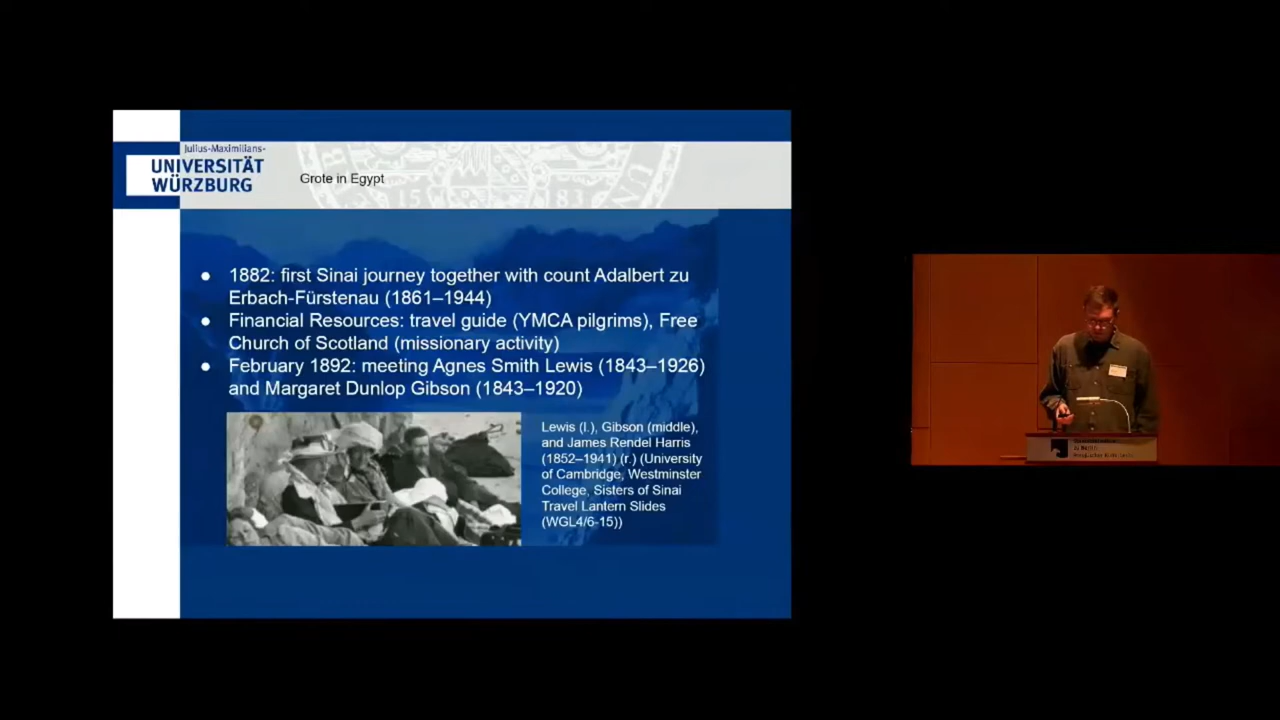 Julius-Maximilians-
UNIVERSITÄT
WÜRZBURG
Grote in Egypt
● 1882: first Sinai journey together with count Adalbert zu
Erbach-Fürstenau (1861–1944)
● Financial Resources: travel guide (YMCA pilgrims), Free
Church of Scotland (missionary activity)
● February 1892: meeting Agnes Smith Lewis (1843–1926)
and Margaret Dunlop Gibson (1843–1920)
Lewis (l.), Gibson (middle),
and James Rendel Harris
(1852–1941) (r.) (University
of Cambridge, Westminster
College, Sisters of Sinai
Travel Lantern Slides
(WGL4/6-15))